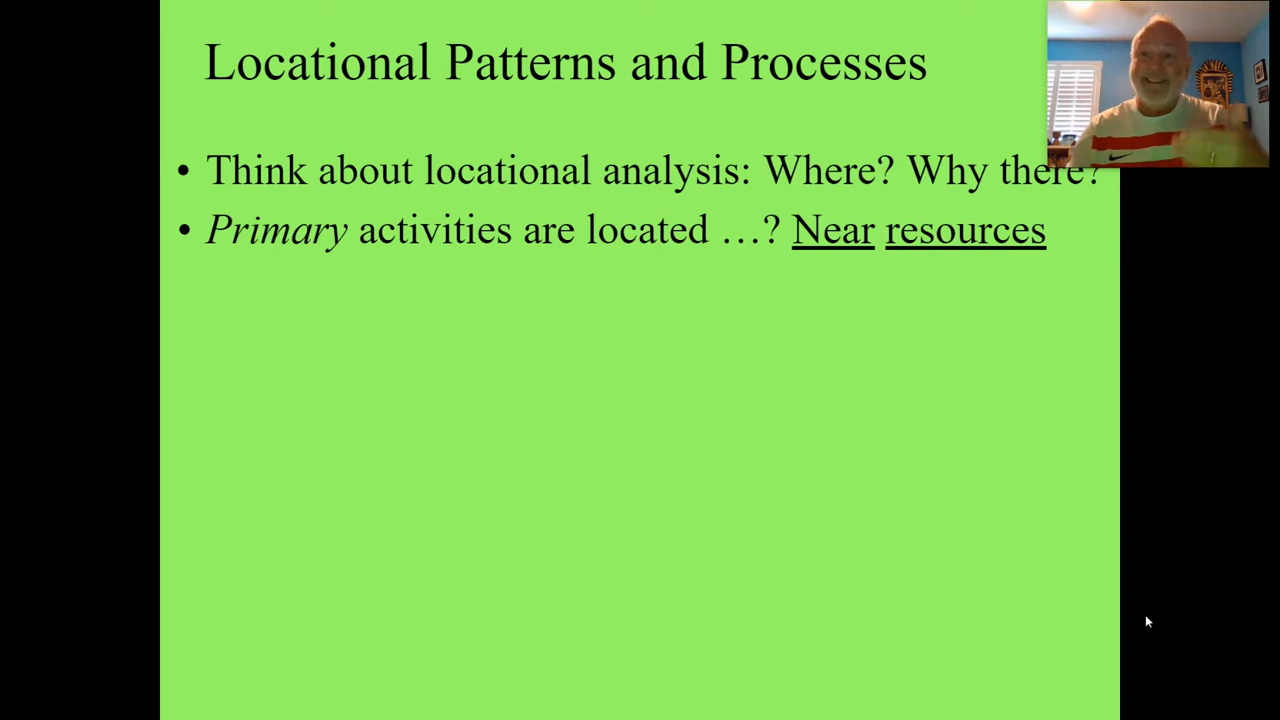 Locational Patterns and Processes
• Think about locational analysis: Where? Why there?
• Primary activities are located …? Near resources